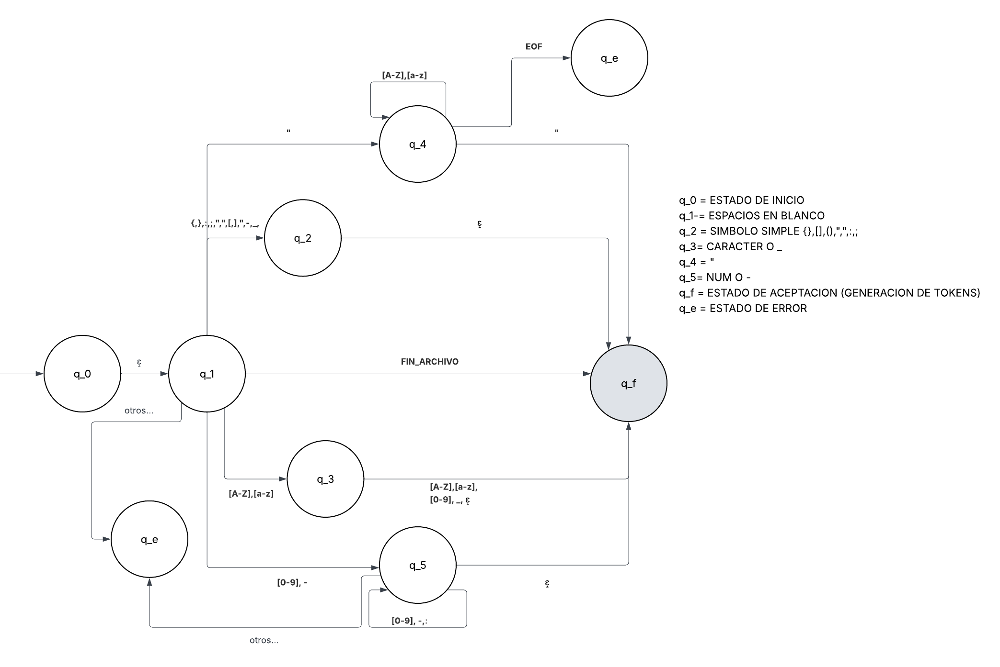 EOF
q_e
[A-Z],[a-z]
"
q_4
"
{,},:,;,",",[,],",-,_,
q_2
ꜫ̟
q_0 = ESTADO DE INICIO
q_1-= ESPACIOS EN BLANCO
q_2 = SIMBOLO SIMPLE {},[],(),",",:,;
q_3= CARACTER O _
q_4 = "
q_5= NUM O -
q_f = ESTADO DE ACEPTACION (GENERACION DE TOKENS)
q_e = ESTADO DE ERROR
q_0
ꜫ̟
q_1
FIN_ARCHIVO
q_f
otros...
q_3
[A-Z],[a-z]
[A-Z],[a-z],
[0-9], _, ꜫ̟
q_e
q_5
[0-9], -
ꜫ̟
[0-9], -,:
otros...